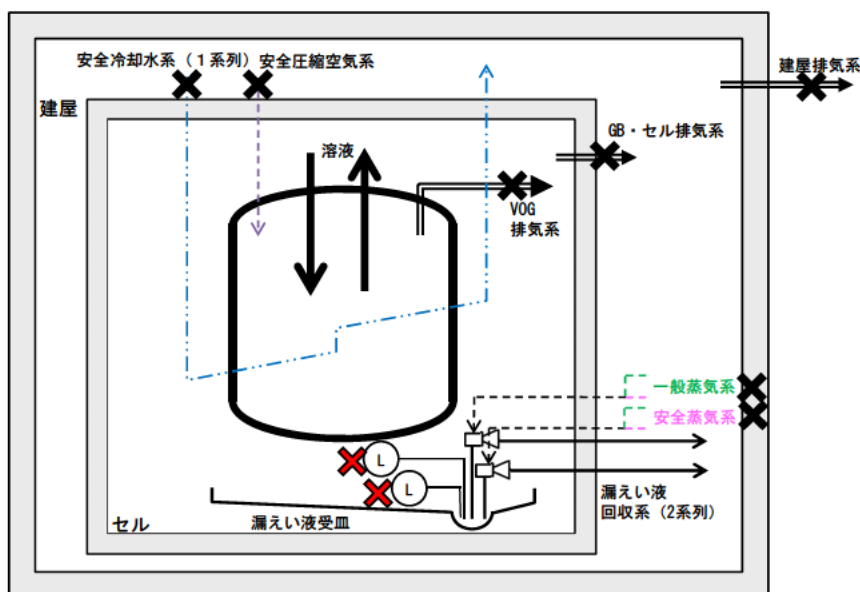 安全冷却水系（１系列）安全圧縮空気系
建屋排気系
建屋
GB・セル排気系
溶液
VOG
排気系
一般蒸気系
安全蒸気系
L
L
漏えい液
回収系（2系列）
漏えい液受皿
セル